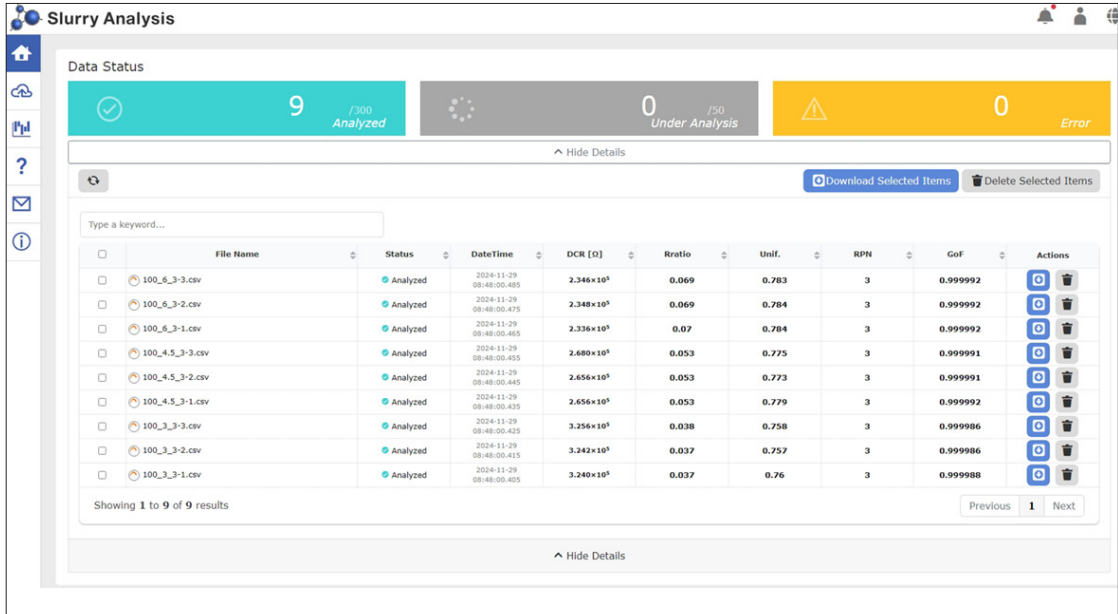 Slurry Analysis
Data Status
9 /300 Analyzed
0 /50 Under Analysis
0 Error
Hide Details
Download Selected Items Delete Selected Items
Type a keyword...
File Name Status DateTime DCR [Ω] Rratio Unif. RPN GoF Actions
100_6_3-3.csv Analyzed 2024-11-29 08:48:00.485 2.346×10⁵ 0.069 0.783 3 0.999992
100_6_3-2.csv Analyzed 2024-11-29 08:48:00.475 2.348×10⁵ 0.069 0.784 3 0.999992
100_6_3-1.csv Analyzed 2024-11-29 08:48:00.465 2.336×10⁵ 0.07 0.784 3 0.999992
100_4.5_3-3.csv Analyzed 2024-11-29 08:48:00.455 2.680×10⁵ 0.053 0.775 3 0.999991
100_4.5_3-2.csv Analyzed 2024-11-29 08:48:00.445 2.656×10⁵ 0.053 0.773 3 0.999991
100_4.5_3-1.csv Analyzed 2024-11-29 08:48:00.435 2.656×10⁵ 0.053 0.779 3 0.999992
100_3_3-3.csv Analyzed 2024-11-29 08:48:00.425 3.256×10⁵ 0.038 0.758 3 0.999986
100_3_3-2.csv Analyzed 2024-11-29 08:48:00.415 3.242×10⁵ 0.037 0.757 3 0.999986
100_3_3-1.csv Analyzed 2024-11-29 08:48:00.405 3.240×10⁵ 0.037 0.76 3 0.999988
Showing 1 to 9 of 9 results Previous 1 Next
Hide Details